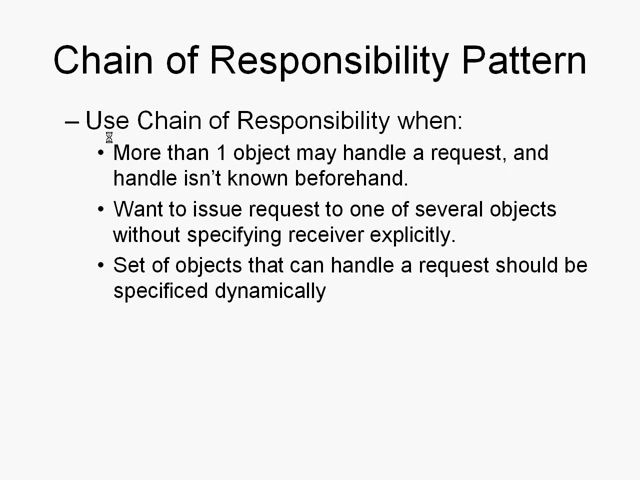 Chain of Responsibility Pattern
– Use Chain of Responsibility when:
• More than 1 object may handle a request, and
handle isn't known beforehand.
• Want to issue request to one of several objects
without specifying receiver explicitly.
• Set of objects that can handle a request should be
specificed dynamically